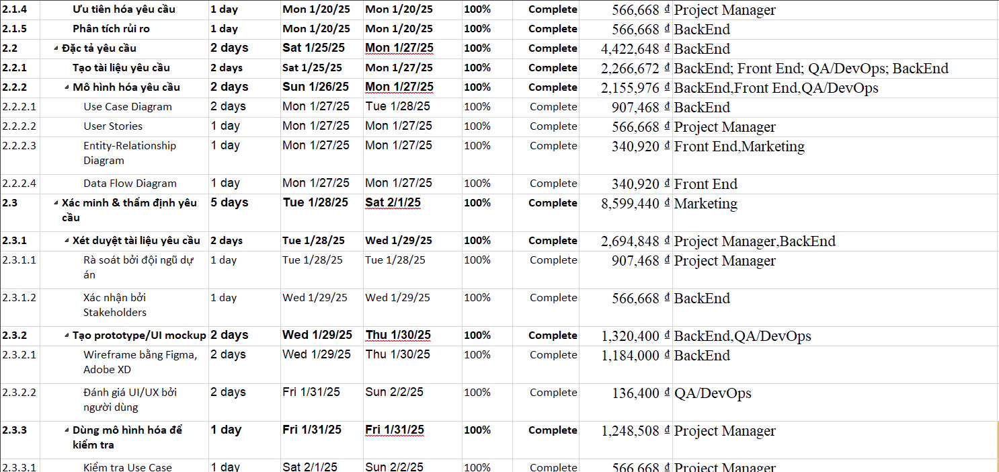 2.1.4 Ưu tiên hóa yêu cầu 1 day Mon 1/20/25 Mon 1/20/25 100% Complete 566,668 ₫ Project Manager
2.1.5 Phân tích rủi ro 1 day Mon 1/20/25 Mon 1/20/25 100% Complete 566,668 ₫ BackEnd
2.2 Đặc tả yêu cầu 2 days Sat 1/25/25 Mon 1/27/25 100% Complete 4,422,648 ₫ BackEnd
2.2.1 Tạo tài liệu yêu cầu 2 days Sat 1/25/25 Mon 1/27/25 100% Complete 2,266,672 ₫ BackEnd; Front End; QA/DevOps; BackEnd
2.2.2 Mô hình hóa yêu cầu 2 days Sun 1/26/25 Mon 1/27/25 100% Complete 2,155,976 ₫ BackEnd,Front End,QA/DevOps
2.2.2.1 Use Case Diagram 2 days Mon 1/27/25 Tue 1/28/25 100% Complete 907,468 ₫ BackEnd
2.2.2.2 User Stories 1 day Mon 1/27/25 Mon 1/27/25 100% Complete 566,668 ₫ Project Manager
2.2.2.3 Entity-Relationship 1 day Mon 1/27/25 Mon 1/27/25 100% Complete 340,920 ₫ Front End,Marketing
Diagram
2.2.2.4 Data Flow Diagram 1 day Mon 1/27/25 Mon 1/27/25 100% Complete 340,920 ₫ Front End
2.3 Xác minh & thẩm định yêu 5 days Tue 1/28/25 Sat 2/1/25 100% Complete 8,599,440 ₫ Marketing
cầu
2.3.1 Xét duyệt tài liệu yêu cầu 2 days Tue 1/28/25 Wed 1/29/25 100% Complete 2,694,848 ₫ Project Manager,BackEnd
2.3.1.1 Rà soát bởi đội ngũ dự 1 day Tue 1/28/25 Tue 1/28/25 100% Complete 907,468 ₫ Project Manager
án
2.3.1.2 Xác nhận bởi 1 day Wed 1/29/25 Wed 1/29/25 100% Complete 566,668 ₫ BackEnd
Stakeholders
2.3.2 Tạo prototype/UI mockup 2 days Wed 1/29/25 Thu 1/30/25 100% Complete 1,320,400 ₫ BackEnd,QA/DevOps
2.3.2.1 Wireframe bằng Figma, 2 days Wed 1/29/25 Thu 1/30/25 100% Complete 1,184,000 ₫ BackEnd
Adobe XD
2.3.2.2 Đánh giá UI/UX bởi 2 days Fri 1/31/25 Sun 2/2/25 100% Complete 136,400 ₫ QA/DevOps
người dùng
2.3.3 Dùng mô hình hóa để 1 day Fri 1/31/25 Fri 1/31/25 100% Complete 1,248,508 ₫ Project Manager
kiểm tra
2.3.3.1 Kiểm tra Use Case 1 day Sat 2/1/25 Sun 2/2/25 100% Complete 566,668 ₫ Project Manager